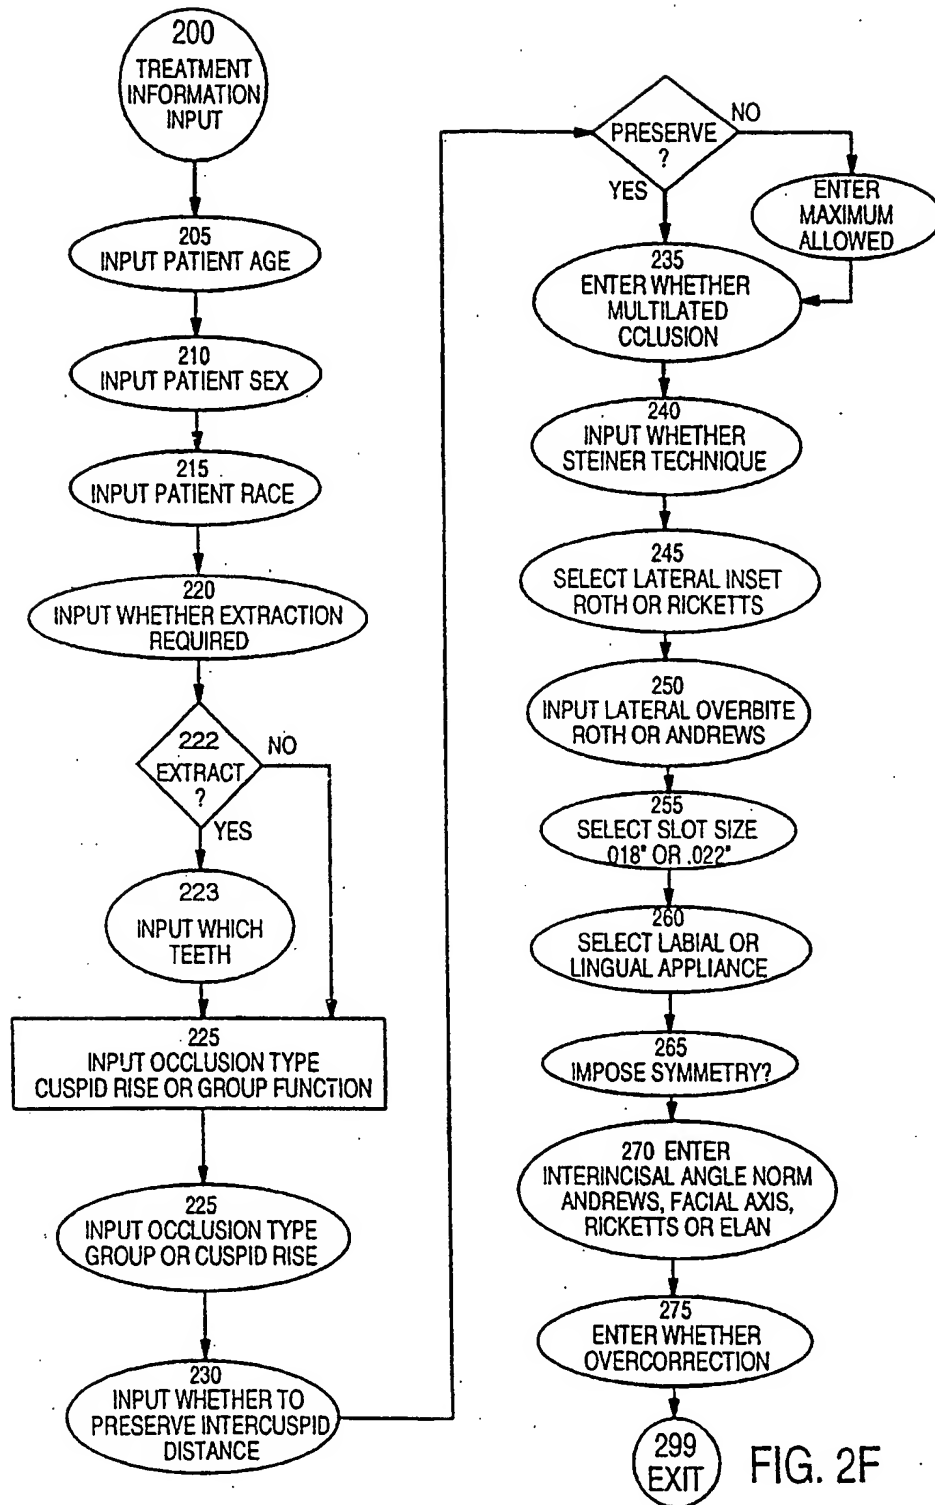 200
TREATMENT
INFORMATION
INPUT
205
INPUT PATIENT AGE
210
INPUT PATIENT SEX
215
INPUT PATIENT RACE
220
INPUT WHETHER EXTRACTION
REQUIRED
222
EXTRACT
?
NO
YES
223
INPUT WHICH
TEETH
225
INPUT OCCLUSION TYPE
CUSPID RISE OR GROUP FUNCTION
225
INPUT OCCLUSION TYPE
GROUP OR CUSPID RISE
230
INPUT WHETHER TO
PRESERVE INTERCUSPID
DISTANCE
PRESERVE
?
NO
YES
ENTER
MAXIMUM
ALLOWED
235
ENTER WHETHER
MULTILATED
CCLUSION
240
INPUT WHETHER
STEINER TECHNIQUE
245
SELECT LATERAL INSET
ROTH OR RICKETTS
250
INPUT LATERAL OVERBITE
ROTH OR ANDREWS
255
SELECT SLOT SIZE
.018" OR .022"
260
SELECT LABIAL OR
LINGUAL APPLIANCE
265
IMPOSE SYMMETRY?
270 ENTER
INTERINCISAL ANGLE NORM
ANDREWS, FACIAL AXIS,
RICKETTS OR ELAN
275
ENTER WHETHER
OVERCORRECTION
299
EXIT
FIG. 2F